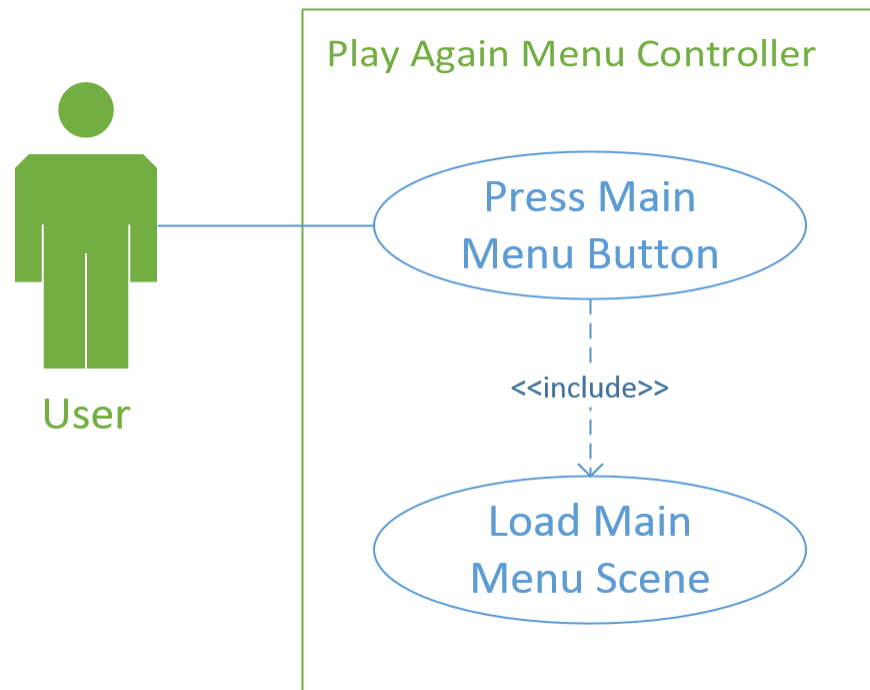 Play Again Menu Controller
Press Main
Menu Button
<<include>>
User
Load Main
Menu Scene